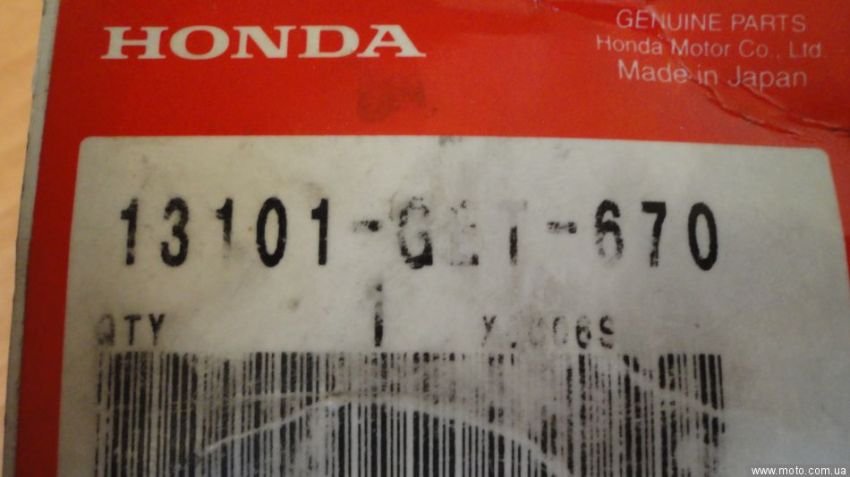 HONDA
GENUINE PARTS
Honda Motor Co., Ltd.
Made in Japan
13101-GET-670
QTY 1
www.moto.com.ua